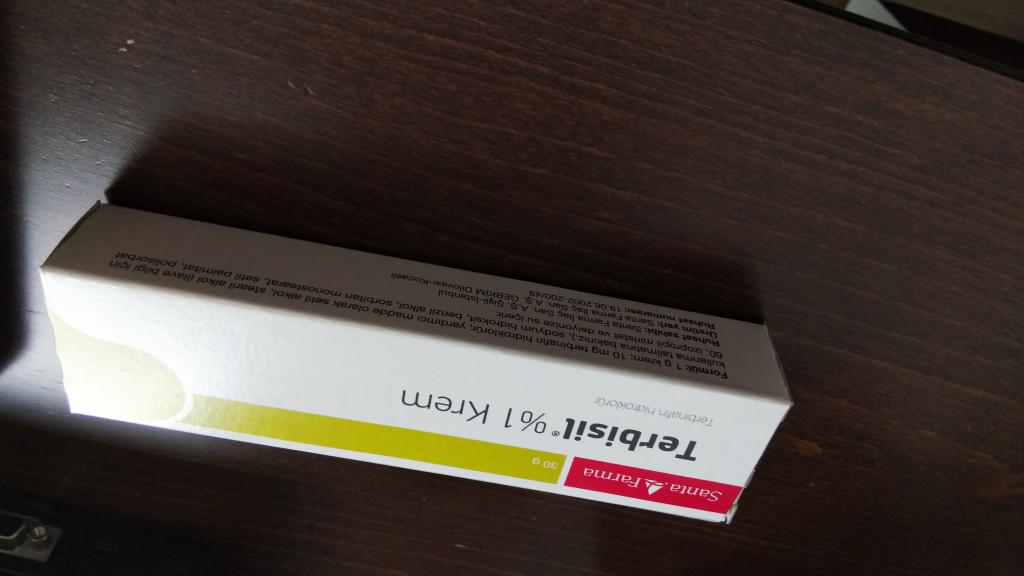 Santa Farma
30 g
Terbisil® %1 Krem
Terbinafin hidroklorür
Formül: 1 g krem; 10 mg terbinafin hidroklorür, yardımcı madde olarak setil alkol, stearil alkol (ilave bilgi için
kullanma talimatına bakınız.), sodyum hidroksit, benzil alkol, sorbitan monostearat, setil palmitat, polisorbat
60, izopropil miristat ve deiyonize su içerir.
Ruhsat sahibi: Santa Farma İlaç San. A.Ş. Şişli-İstanbul
Üretim yeri: Santa Farma İlaç San. A.Ş. GEBKİM Dilovası-Kocaeli
Ruhsat numarası: 19.06.2002-200/49